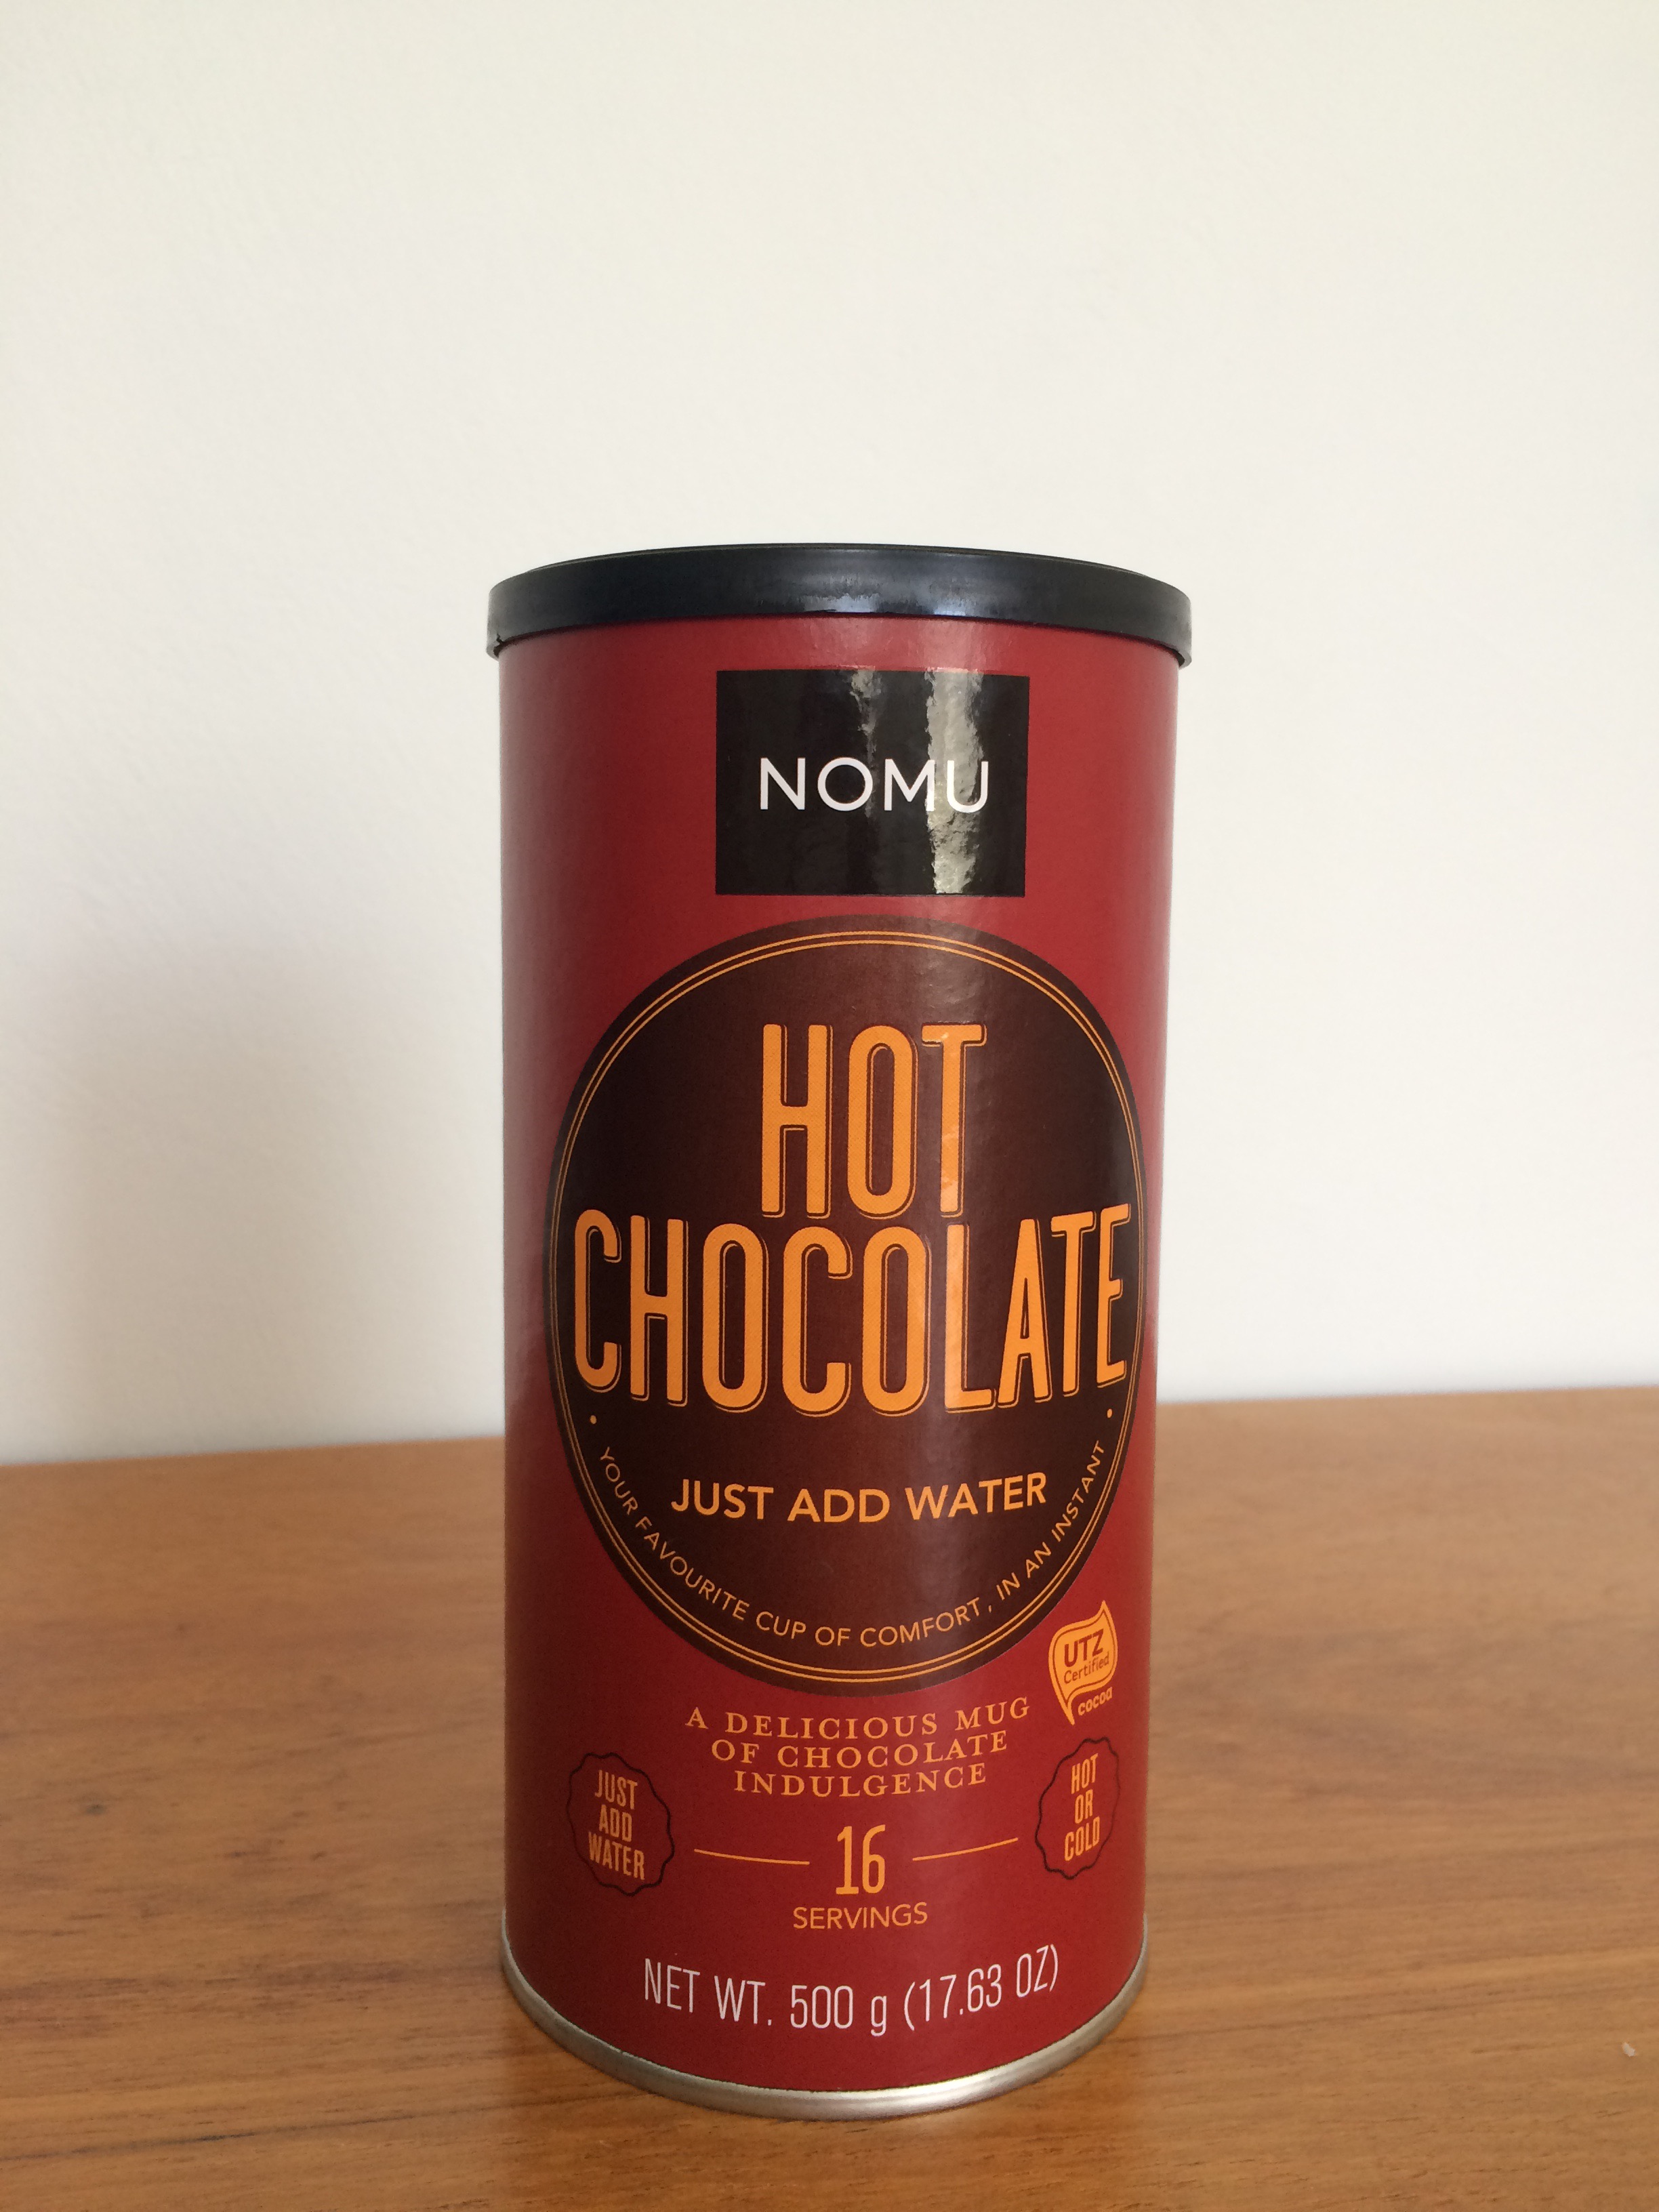 NOMU
HOT
CHOCOLATE
JUST ADD WATER
• YOUR FAVOURITE CUP OF COMFORT, IN AN INSTANT •
UTZ
Certified
cocoa
A DELICIOUS MUG
OF CHOCOLATE
INDULGENCE
JUST
ADD
WATER
HOT
OR
COLD
16
SERVINGS
NET WT. 500 g (17.63 OZ)